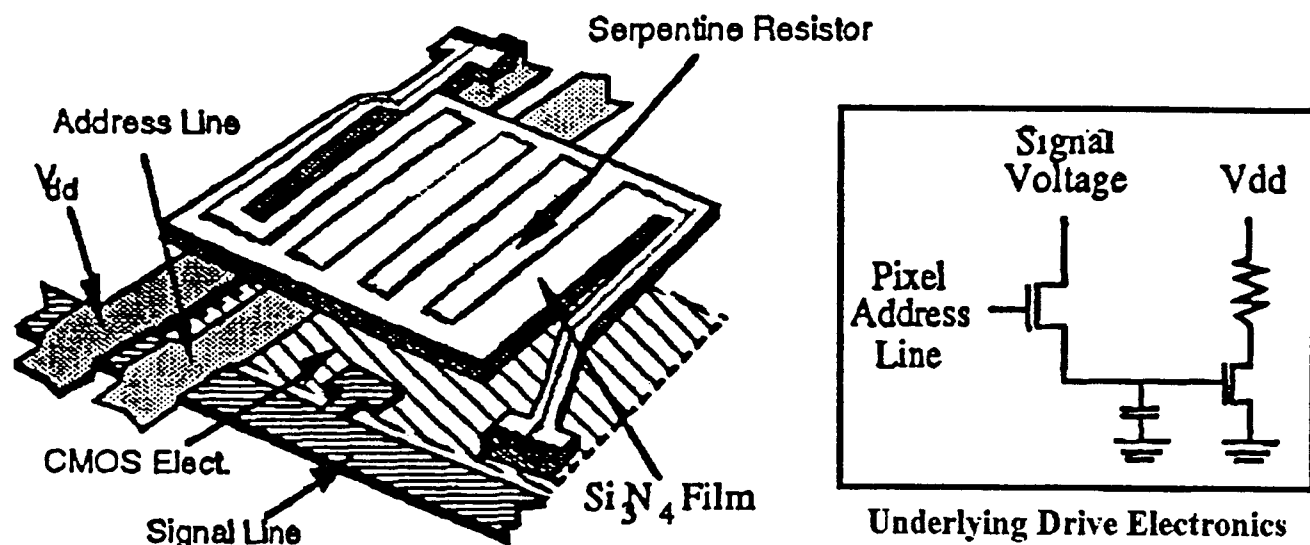 Serpentine Resistor
Address Line
Vdd
CMOS Elect.
Signal Line
Si3N4 Film
Signal
Voltage
Vdd
Pixel
Address
Line
Underlying Drive Electronics